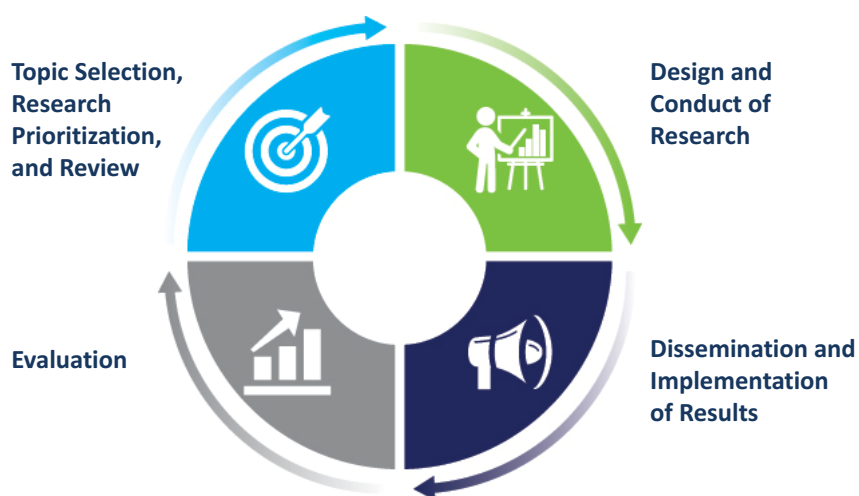 Topic Selection,
Research
Prioritization,
and Review
Design and
Conduct of
Research
Evaluation
Dissemination and
Implementation
of Results